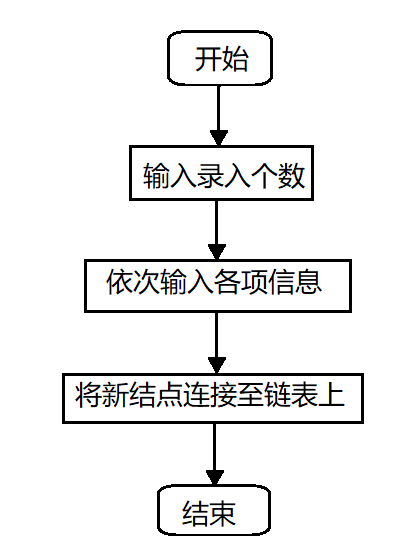 开始
输入录入个数
依次输入各项信息
将新结点连接至链表上
结束